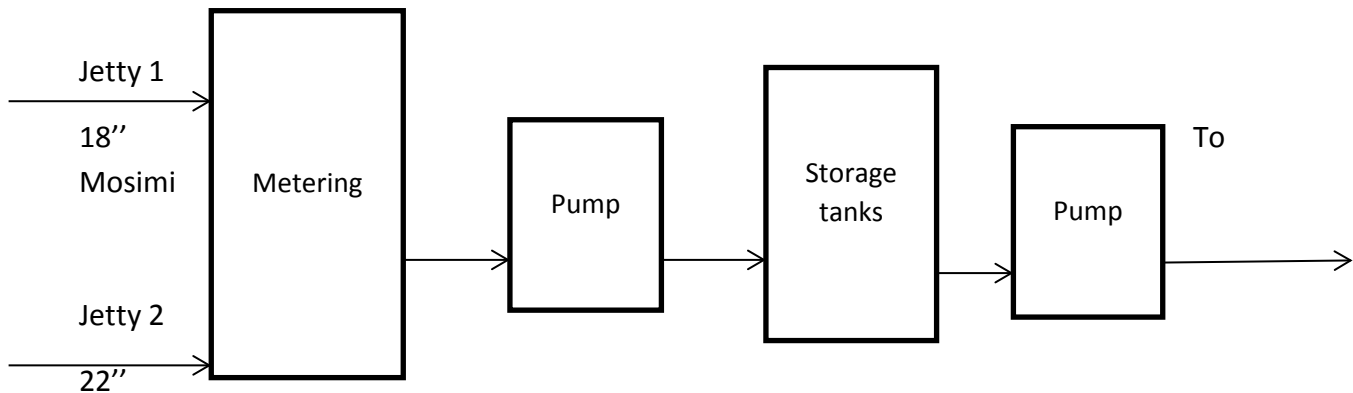 Jetty 1
18’’
Mosimi
Metering
Jetty 2
22’’
Pump
Storage
tanks
Pump
To